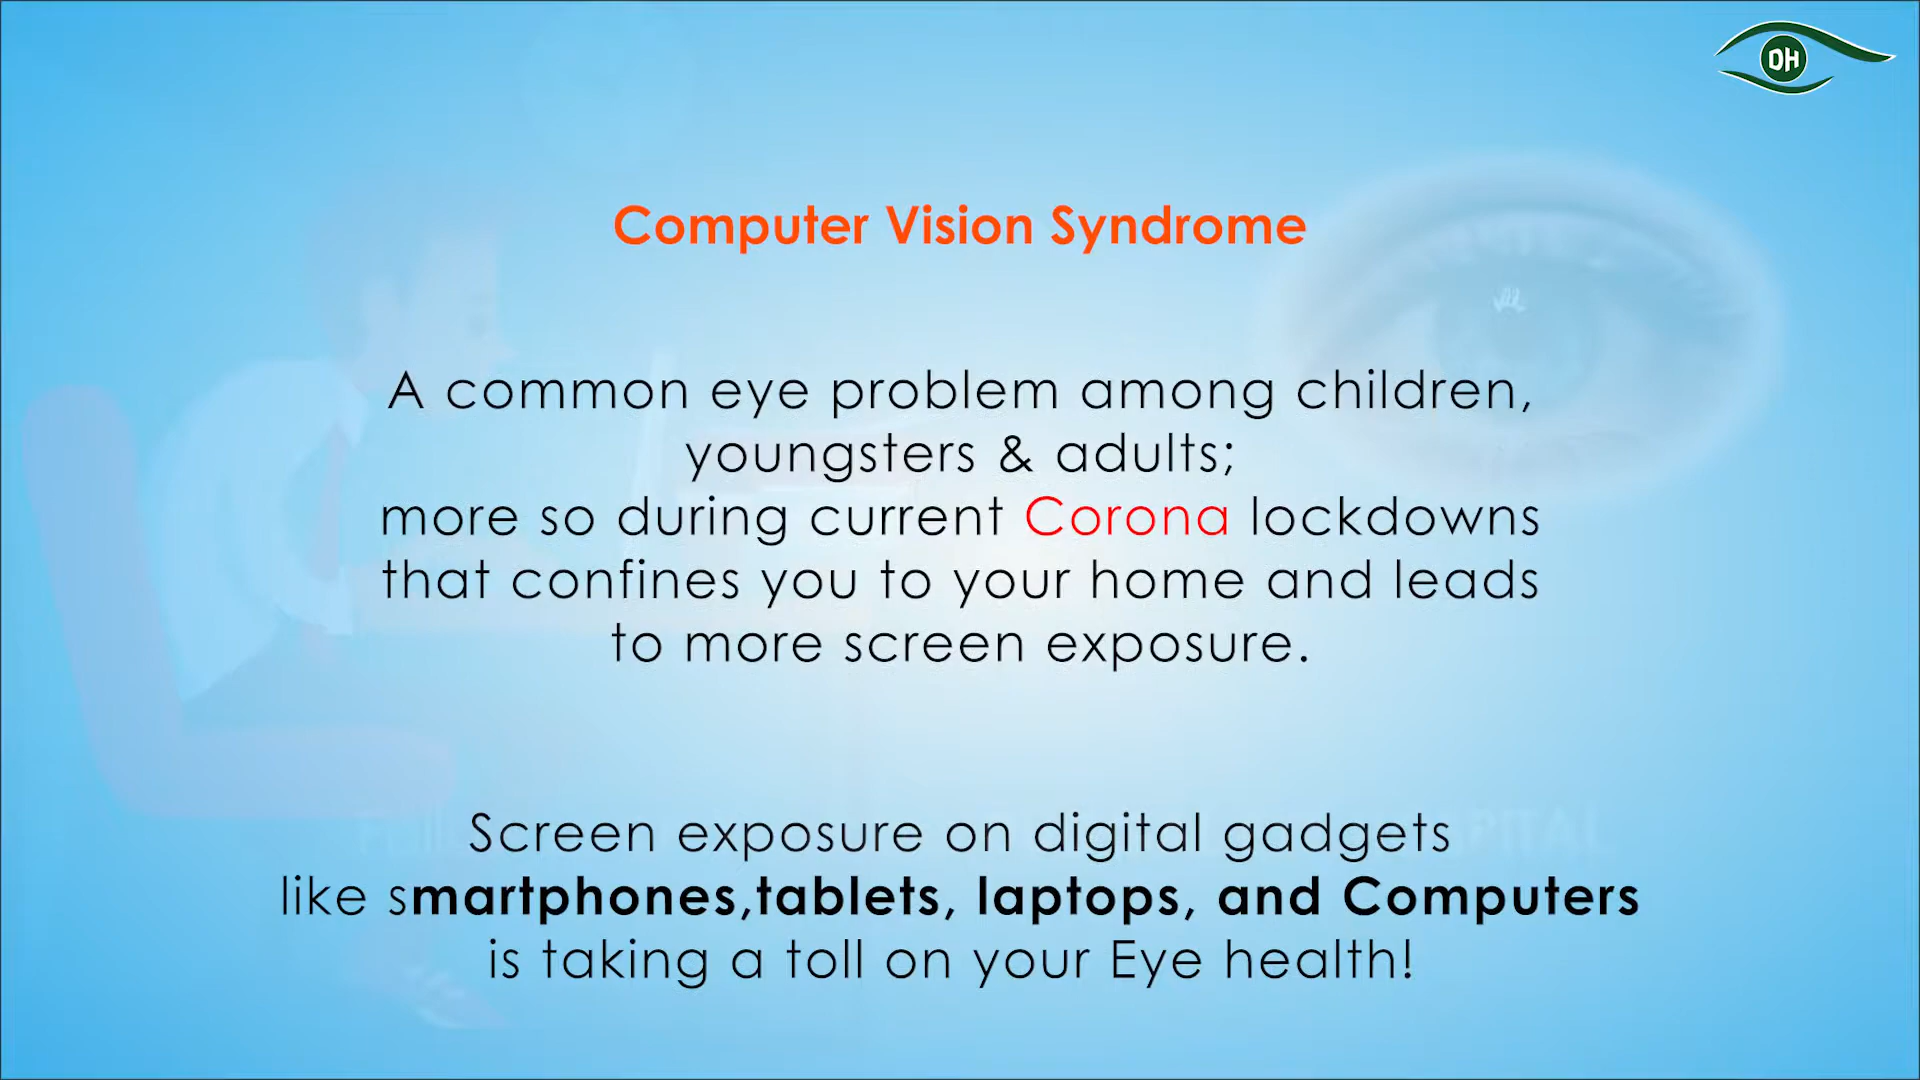 DH
Computer Vision Syndrome
A common eye problem among children,
youngsters & adults;
more so during current Corona lockdowns
that confines you to your home and leads
to more screen exposure.
Screen exposure on digital gadgets
like smartphones,tablets, laptops, and Computers
is taking a toll on your Eye health!